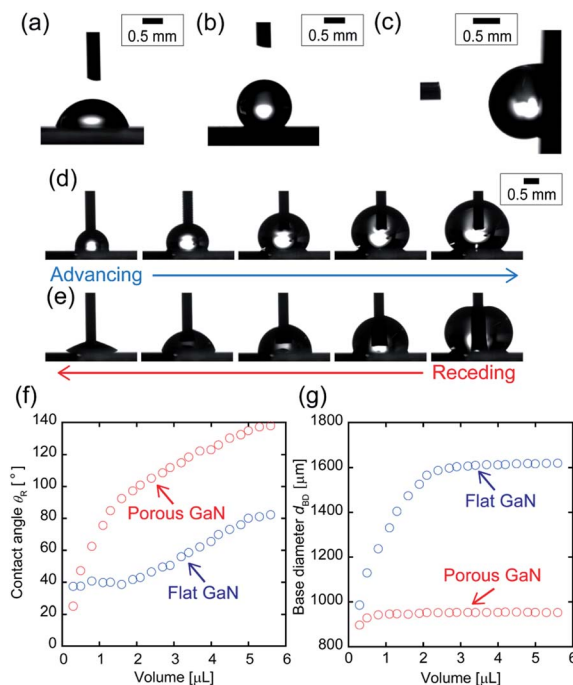 (a)
0.5 mm
(b)
0.5 mm
(c)
0.5 mm
(d)
0.5 mm
Advancing
(e)
Receding
(f)
140
120
100
80
60
40
20
0
0 1 2 3 4 5 6
Contact angle θR [°]
Volume [μL]
Porous GaN
Flat GaN
(g)
1800
1600
1400
1200
1000
800
0 1 2 3 4 5 6
Base diameter dBD [μm]
Volume [μL]
Flat GaN
Porous GaN